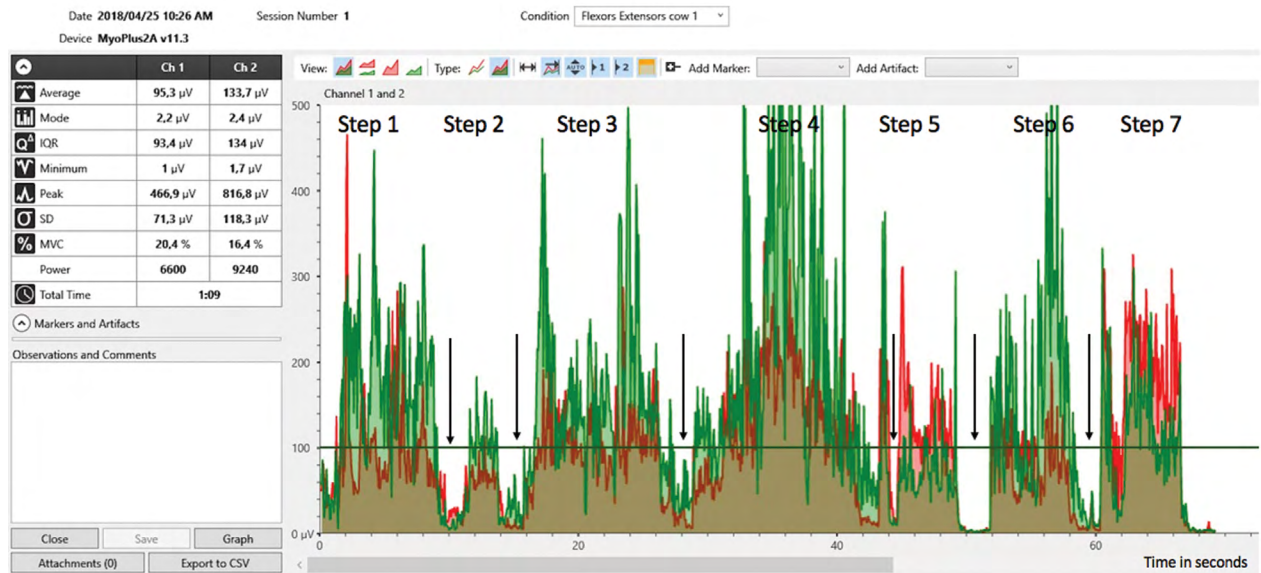 Date 2018/04/25 10:26 AM Session Number 1 Condition Flexors Extensors cow 1
Device MyoPlus2A v11.3
Ch 1 Ch 2
Average 95,3 µV 133,7 µV
Mode 2,2 µV 2,4 µV
IQR 93,4 µV 134 µV
Minimum 1 µV 1,7 µV
Peak 466,9 µV 816,8 µV
SD 71,3 µV 118,3 µV
MVC 20,4 % 16,4 %
Power 6600 9240
Total Time 1:09
Markers and Artifacts
Observations and Comments
Close Save Graph
Attachments (0) Export to CSV
View: Type: AUTO 1 2 Add Marker: Add Artifact:
Channel 1 and 2
Step 1 Step 2 Step 3 Step 4 Step 5 Step 6 Step 7
500
400
300
200
100
0 µV
0 20 40 60
Time in seconds